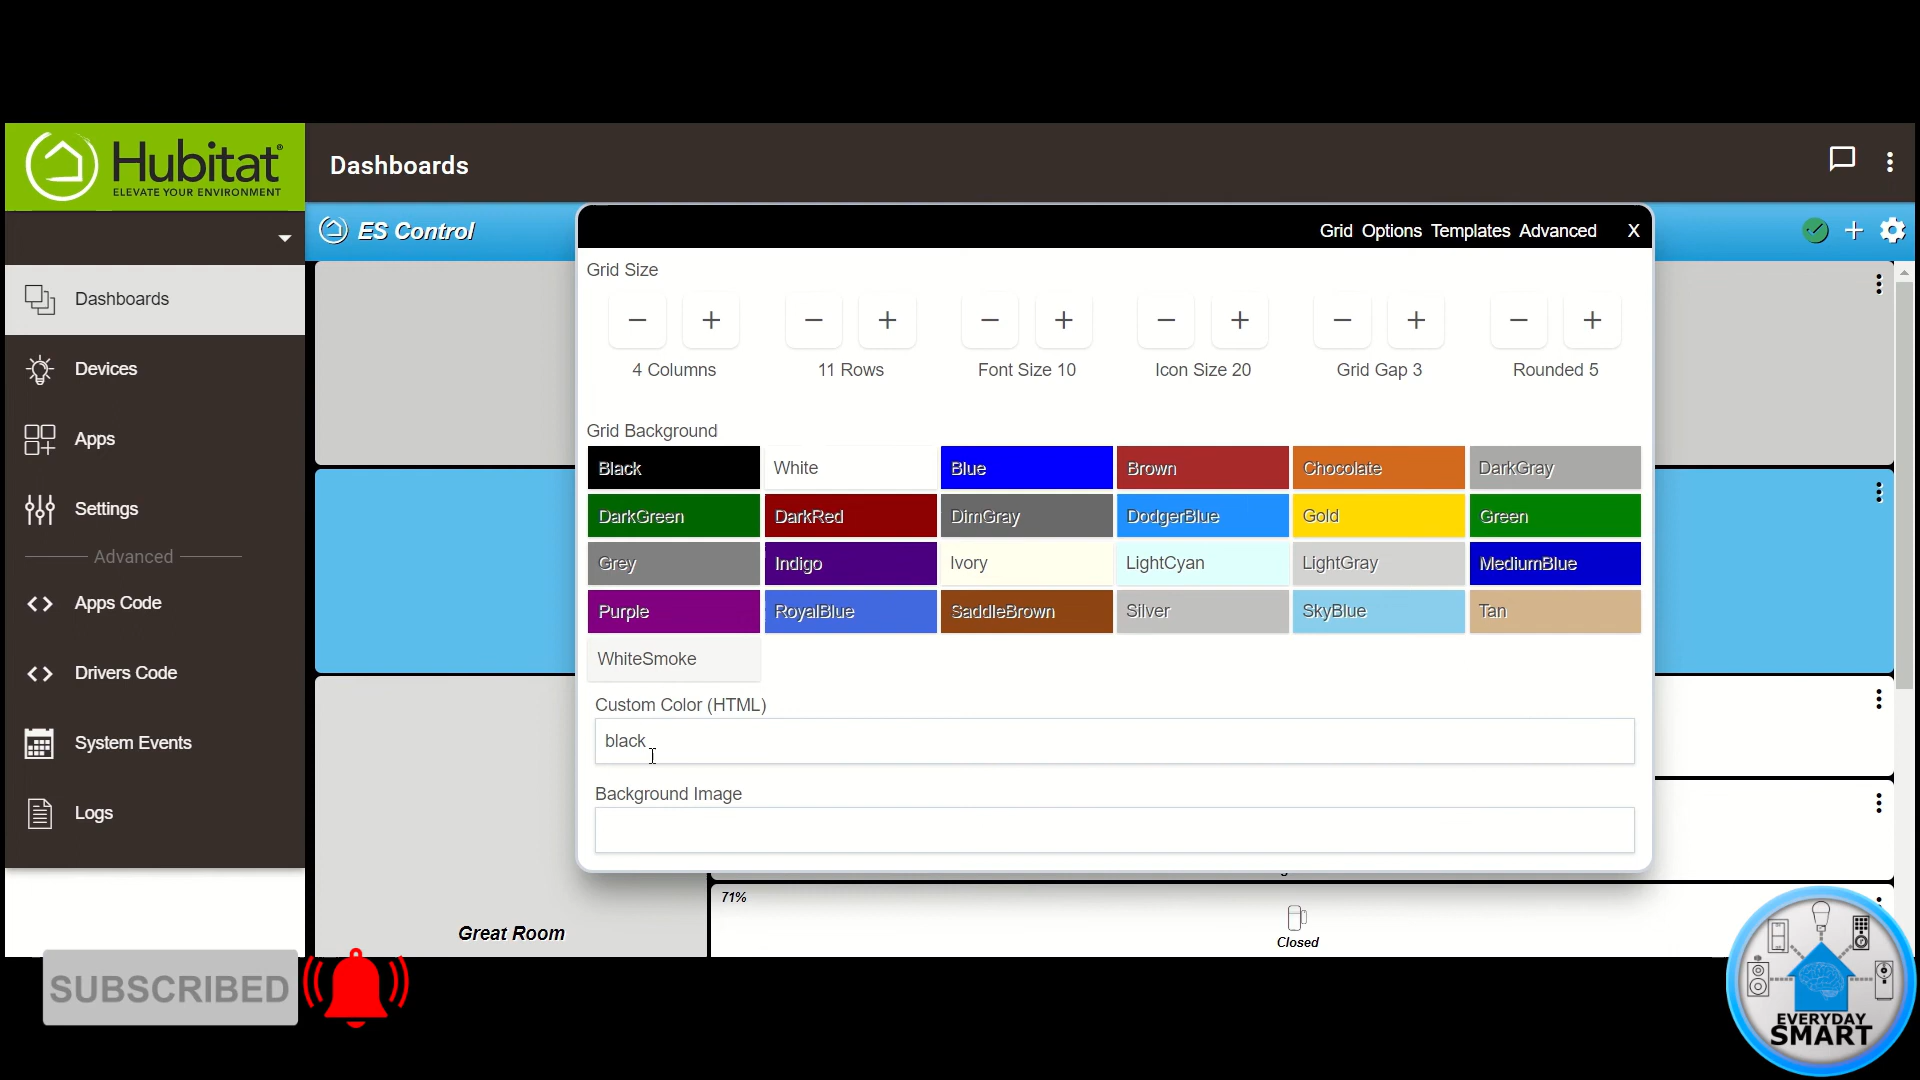 Hubitat®
ELEVATE YOUR ENVIRONMENT
Dashboards
ES Control
Dashboards
Devices
Apps
Settings
Advanced
Apps Code
Drivers Code
System Events
Logs
Grid Options Templates Advanced X
Grid Size
4 Columns
11 Rows
Font Size 10
Icon Size 20
Grid Gap 3
Rounded 5
Grid Background
Black White Blue Brown Chocolate DarkGray
DarkGreen DarkRed DimGray DodgerBlue Gold Green
Grey Indigo Ivory LightCyan LightGray MediumBlue
Purple RoyalBlue SaddleBrown Silver SkyBlue Tan
WhiteSmoke
Custom Color (HTML)
black
Background Image
71%
Great Room
Closed
SUBSCRIBED
EVERYDAY
SMART